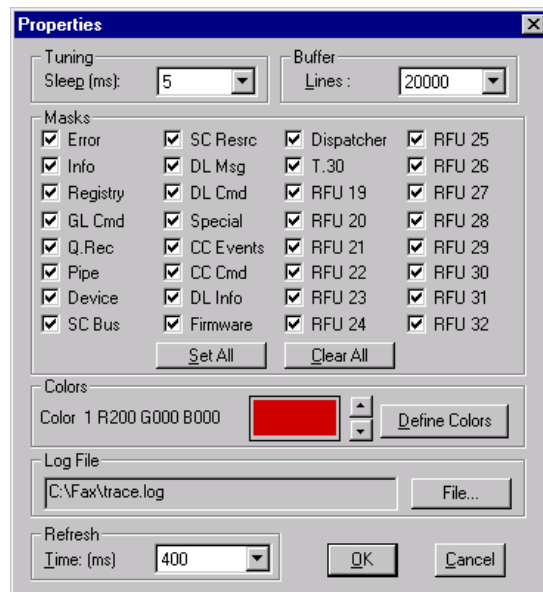 Properties
Tuning
Sleep (ms): 5
Buffer
Lines : 20000
Masks
Error SC Resrc Dispatcher RFU 25
Info DL Msg T.30 RFU 26
Registry DL Cmd RFU 19 RFU 27
GL Cmd Special RFU 20 RFU 28
Q.Rec CC Events RFU 21 RFU 29
Pipe CC Cmd RFU 22 RFU 30
Device DL Info RFU 23 RFU 31
SC Bus Firmware RFU 24 RFU 32
Set All Clear All
Colors
Color 1 R200 G000 B000 Define Colors
Log File
C:\Fax\trace.log File...
Refresh
Time: (ms) 400 OK Cancel